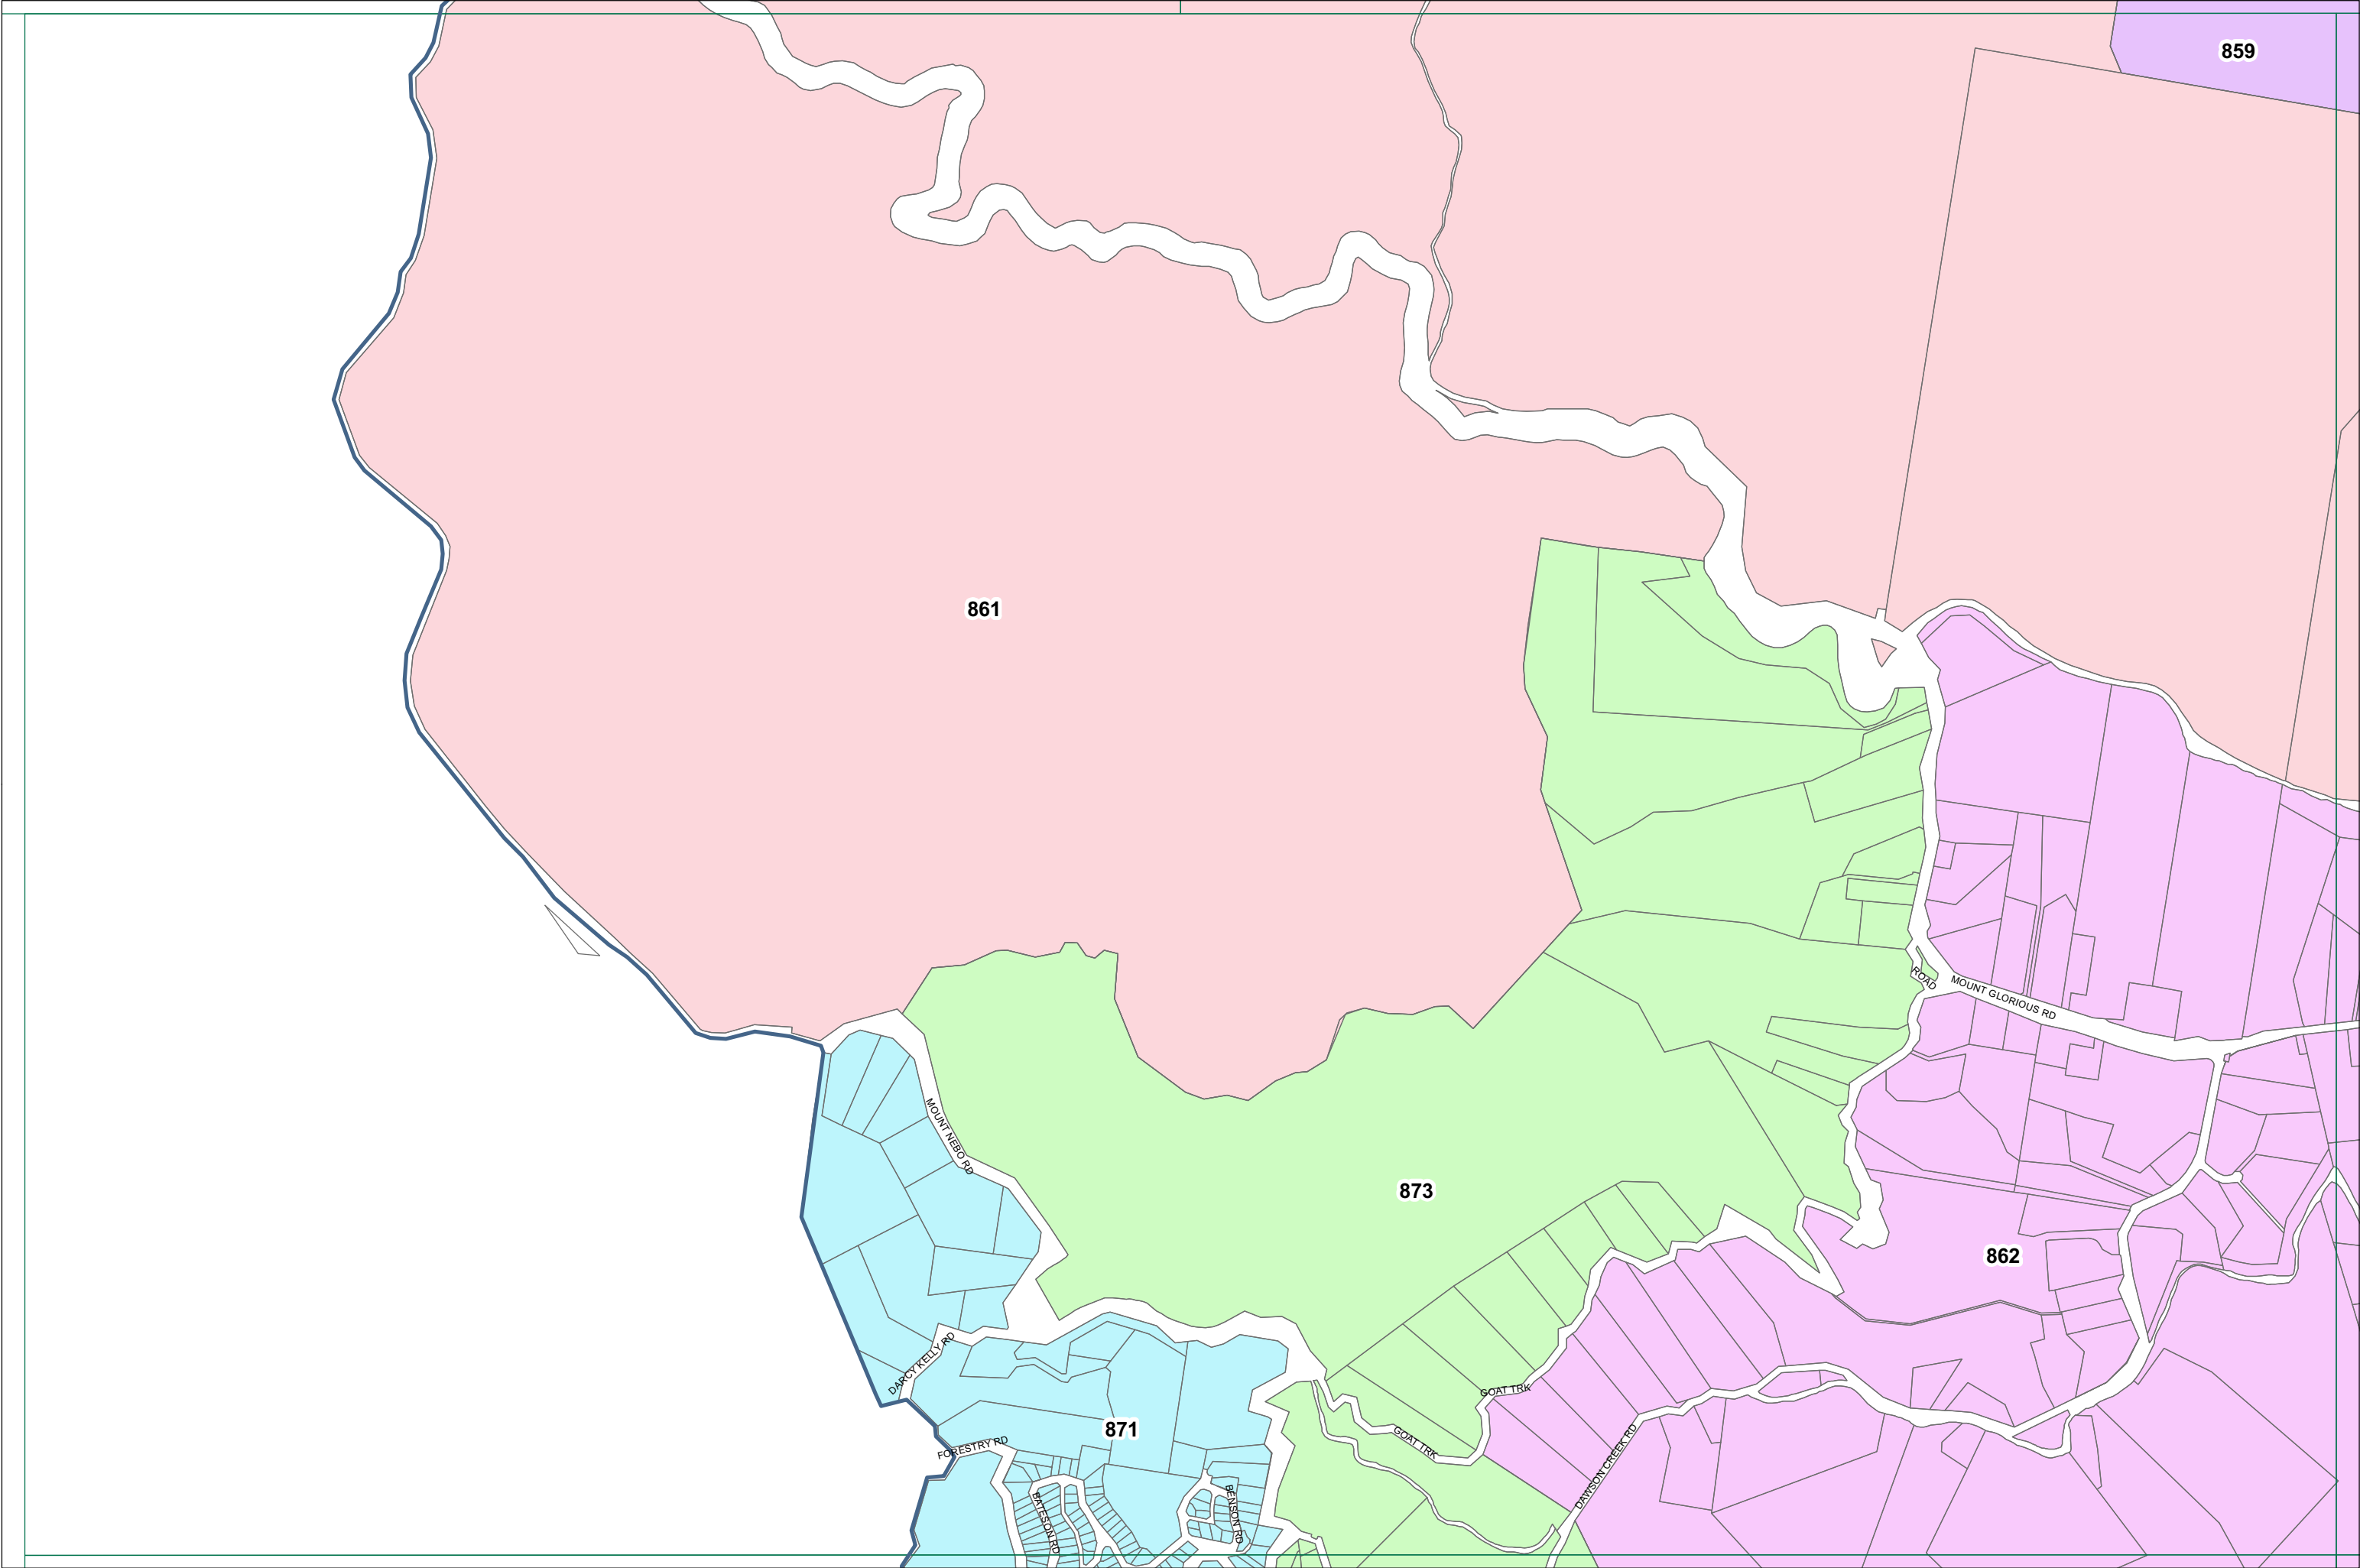 859
861
ROAD
MOUNT GLORIOUS RD
MOUNT NEBO RD
873
862
DARCY KELLY RD
GOAT TRK
871
FORESTRY RD
GOAT TRK
DAWSON CREEK RD
BATESON RD
BENSON RD